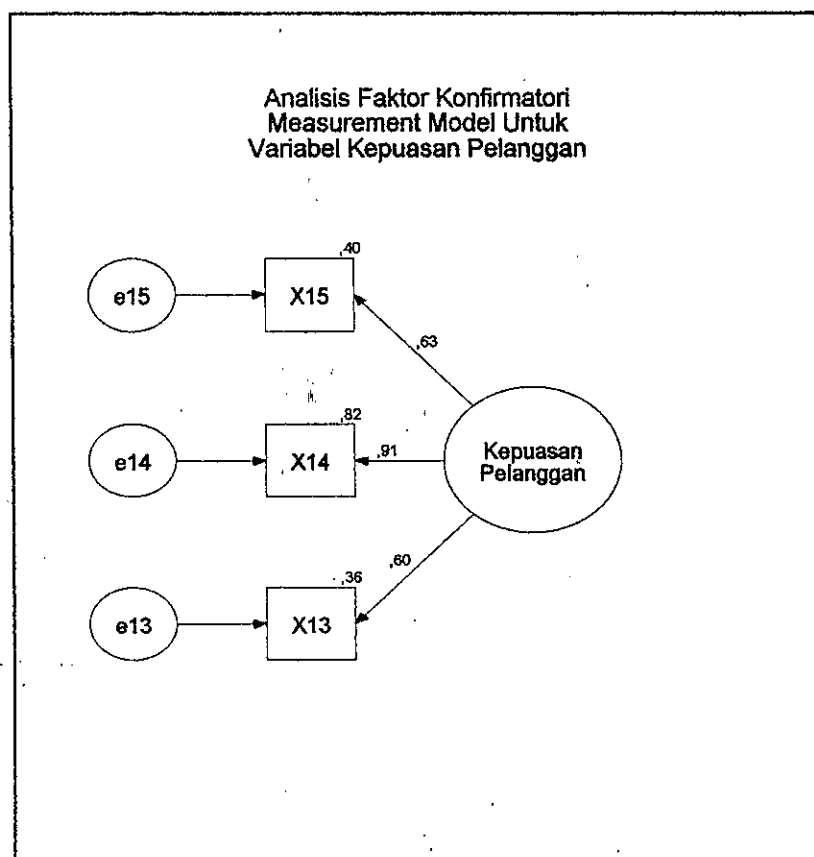 Analisis Faktor Konfirmatori
Measurement Model Untuk
Variabel Kepuasan Pelanggan
,40
e15
X15
,63
,82
e14
X14
,91
Kepuasan
Pelanggan
,60
,36
e13
X13